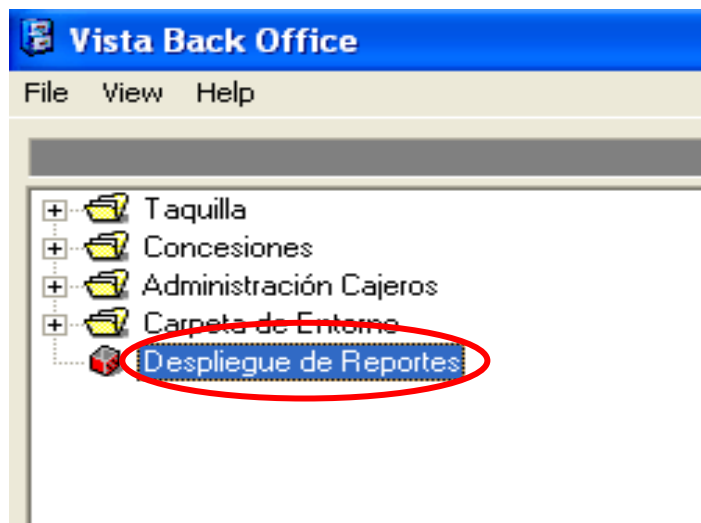 Vista Back Office
File View Help
Taquilla
Concesiones
Administración Cajeros
Carpeta de Entorno
Despliegue de Reportes